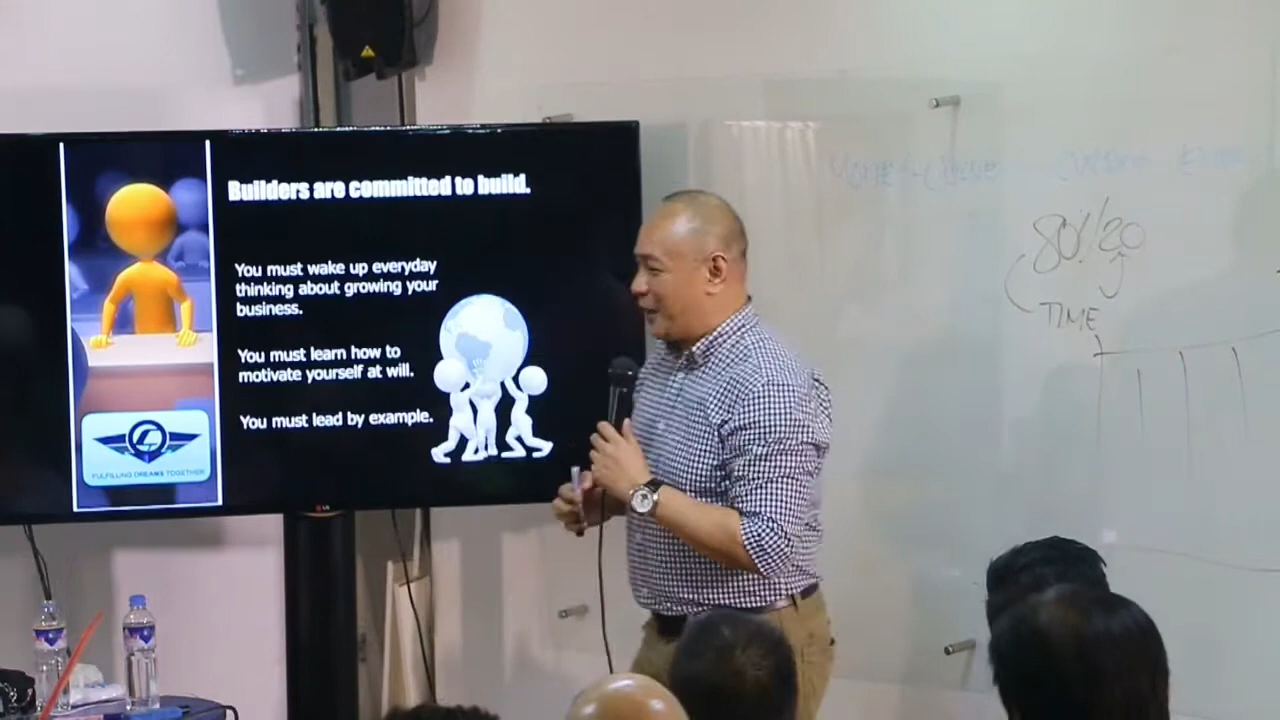 Builders are committed to build.
You must wake up everyday
thinking about growing your
business.
You must learn how to
motivate yourself at will.
You must lead by example.
FULFILLING DREAMS TOGETHER
LG
80%/20
TIME